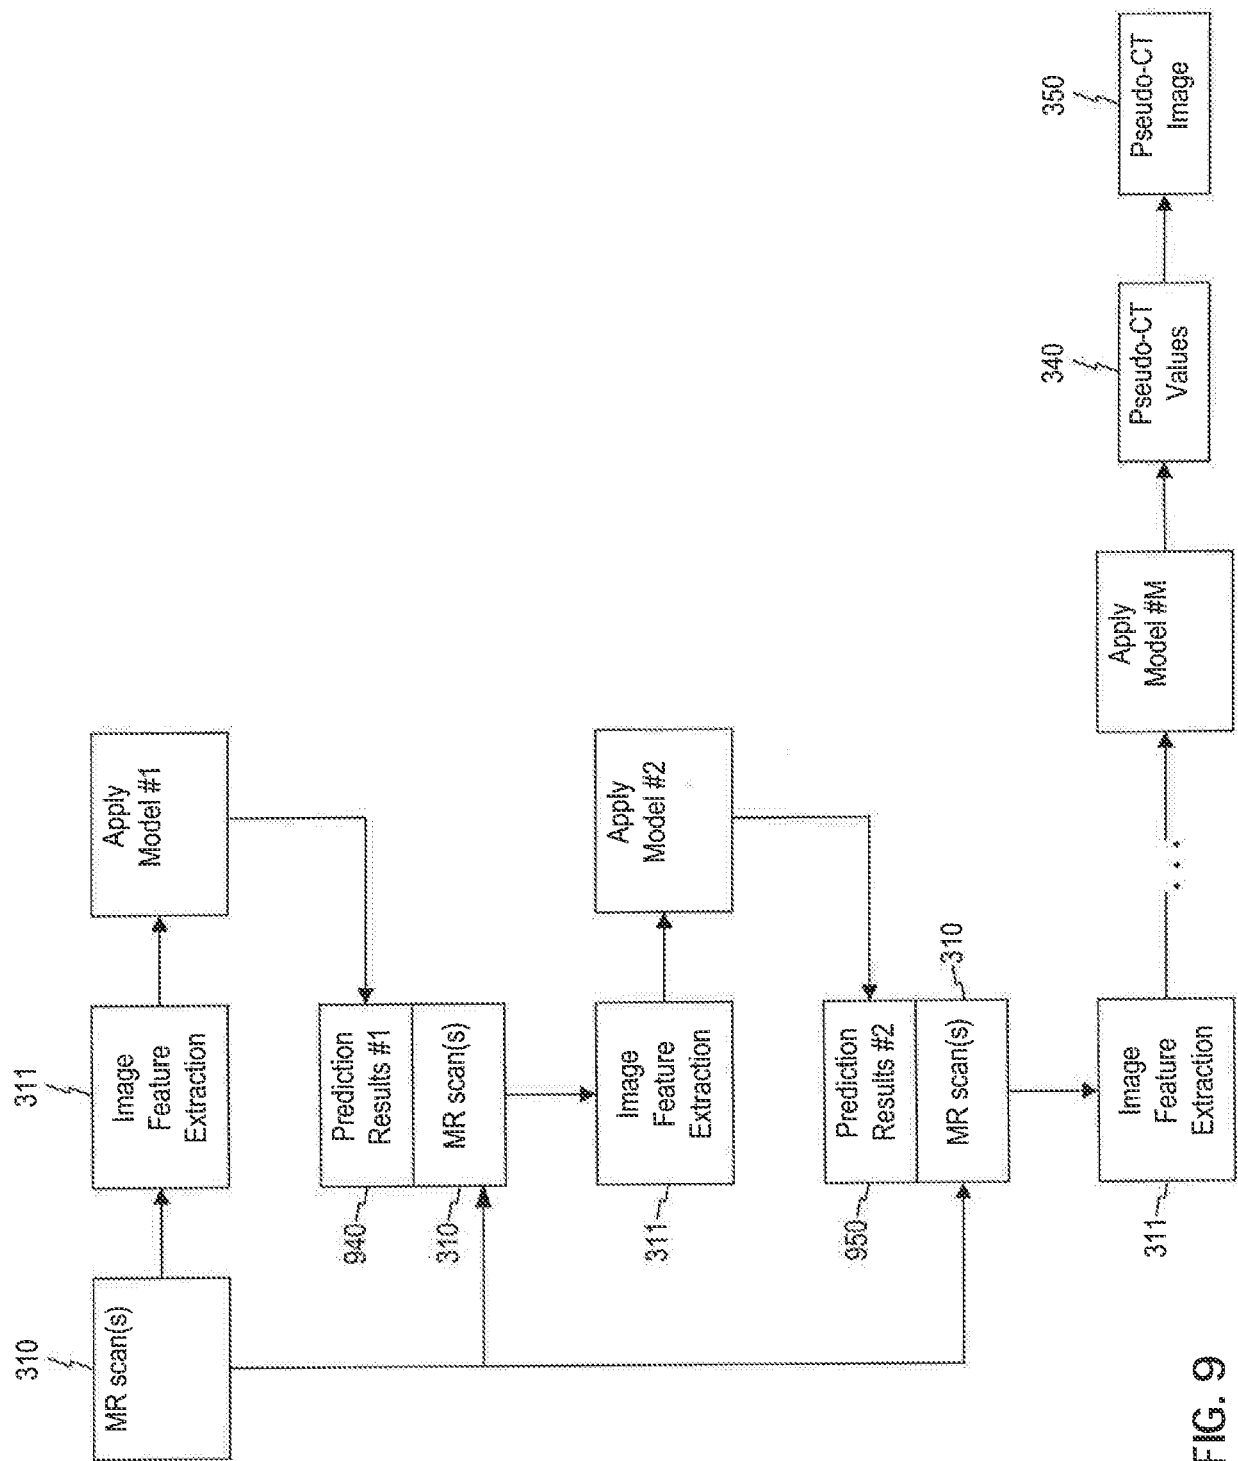 310
MR scan(s)
311
Image
Feature
Extraction
Apply
Model #1
940
Prediction
Results #1
310
MR scan(s)
311
Image
Feature
Extraction
Apply
Model #2
950
Prediction
Results #2
MR scan(s)
310
311
Image
Feature
Extraction
...
Apply
Model #M
340
Pseudo-CT
Values
350
Pseudo-CT
Image
FIG. 9